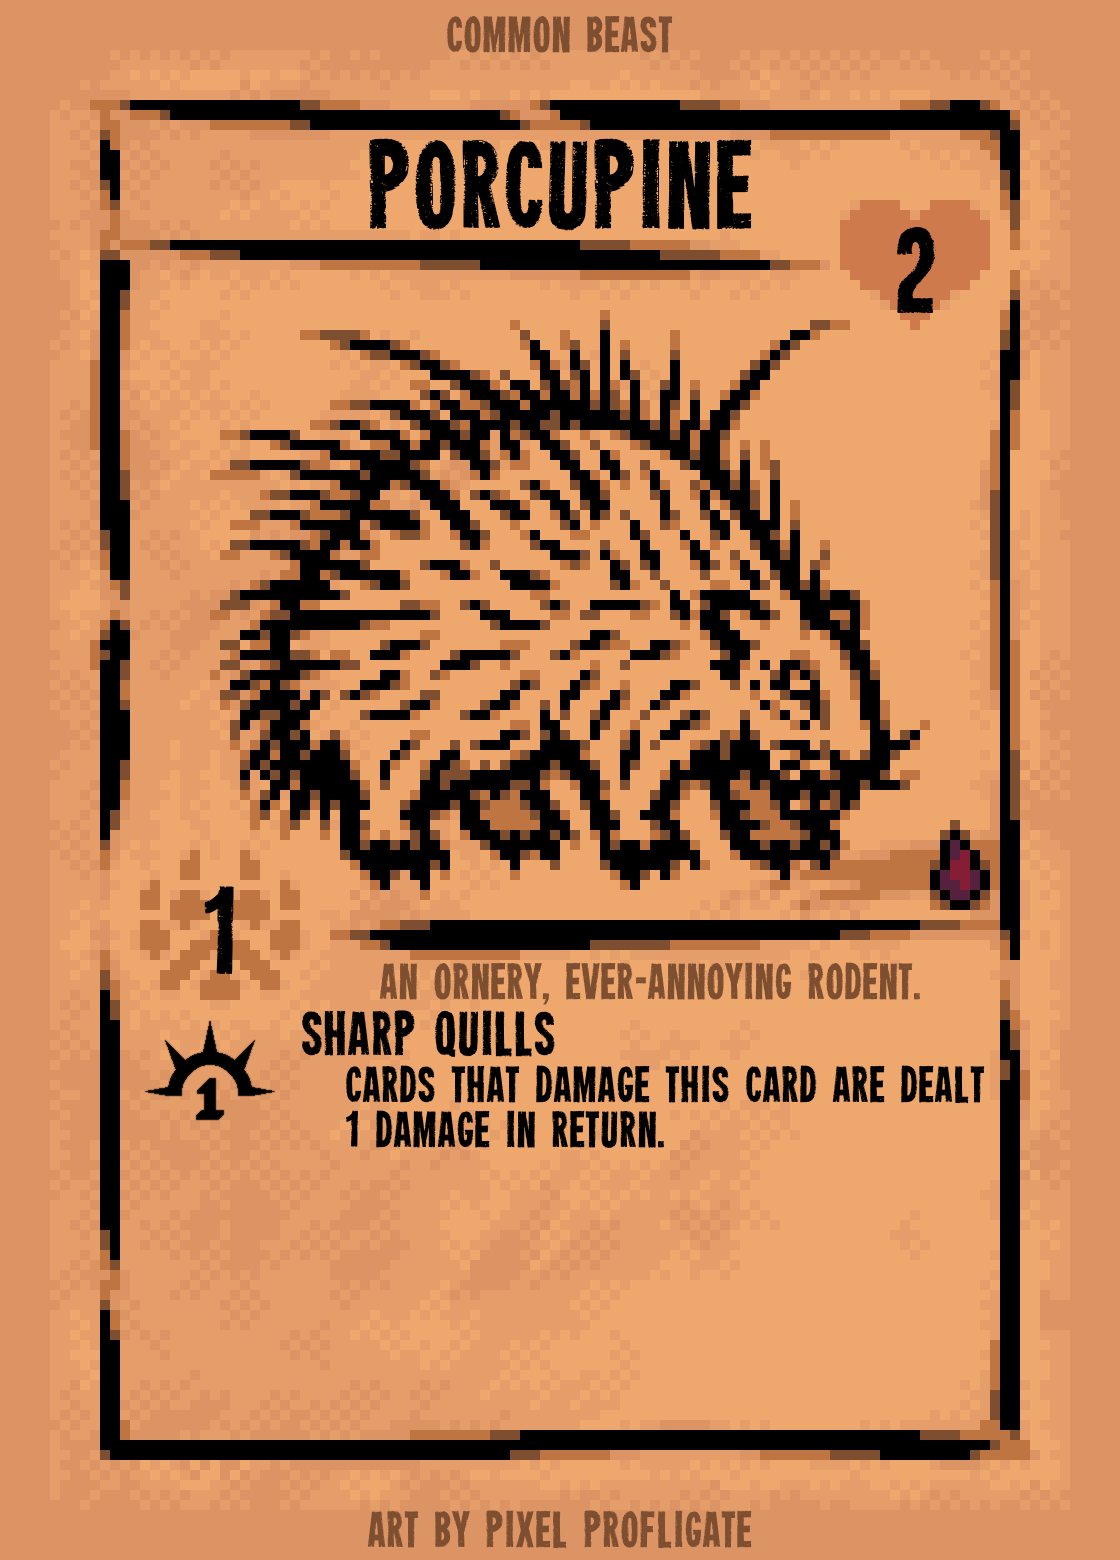 COMMON BEAST
PORCUPINE
2
1
AN ORNERY, EVER-ANNOYING RODENT.
SHARP QUILLS
1
CARDS THAT DAMAGE THIS CARD ARE DEALT
1 DAMAGE IN RETURN.
ART BY PIXEL PROFLIGATE